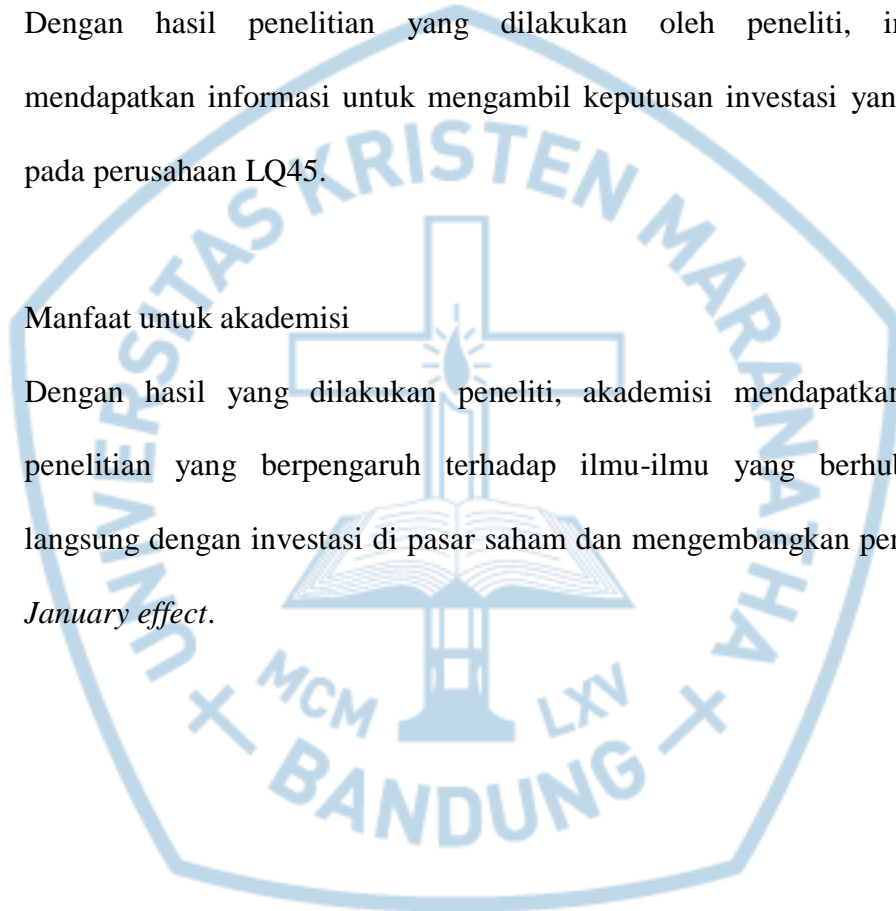 Dengan hasil penelitian yang dilakukan oleh peneliti,
mendapatkan informasi untuk mengambil keputusan investasi
pada perusahaan LQ45.
UNIVERSITAS KRISTEN MARANATHA
Manfaat untuk akademisi
Dengan hasil yang dilakukan peneliti, akademisi
penelitian yang berpengaruh terhadap ilmu-ilmu yang
langsung dengan investasi di pasar saham dan mengembangkan
January effect.
MCM LXV
BANDUNG